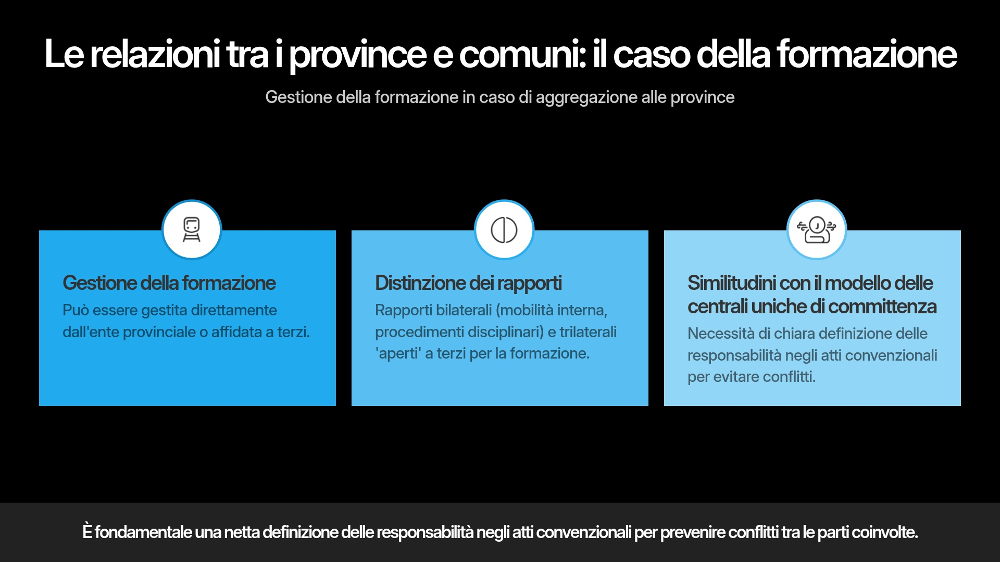 Le relazioni tra i province e comuni: il caso della formazione
Gestione della formazione in caso di aggregazione alle province
Gestione della formazione
Può essere gestita direttamente
dall'ente provinciale o affidata a terzi.
Distinzione dei rapporti
Rapporti bilaterali (mobilità interna,
procedimenti disciplinari) e trilaterali
'aperti' a terzi per la formazione.
Similitudini con il modello delle
centrali uniche di committenza
Necessità di chiara definizione delle
responsabilità negli atti convenzionali
per evitare conflitti.
È fondamentale una netta definizione delle responsabilità negli atti convenzionali per prevenire conflitti tra le parti coinvolte.